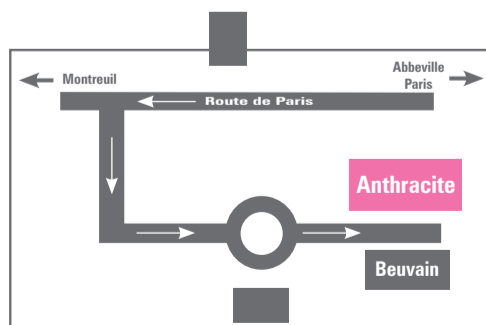 Abbeville
Paris
Montreuil
Route de Paris
Anthracite
Beuvain